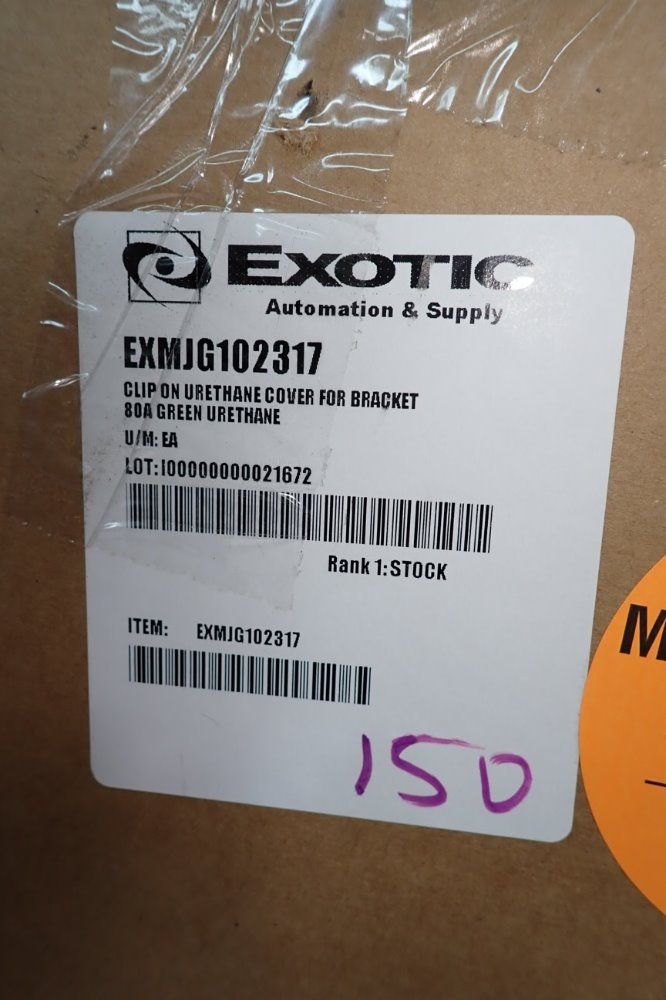 EXOTIC
Automation & Supply
EXMJG102317
CLIP ON URETHANE COVER FOR BRACKET
80A GREEN URETHANE
U/M: EA
LOT:I00000000021672
Rank 1:STOCK
ITEM: EXMJG102317
150
M